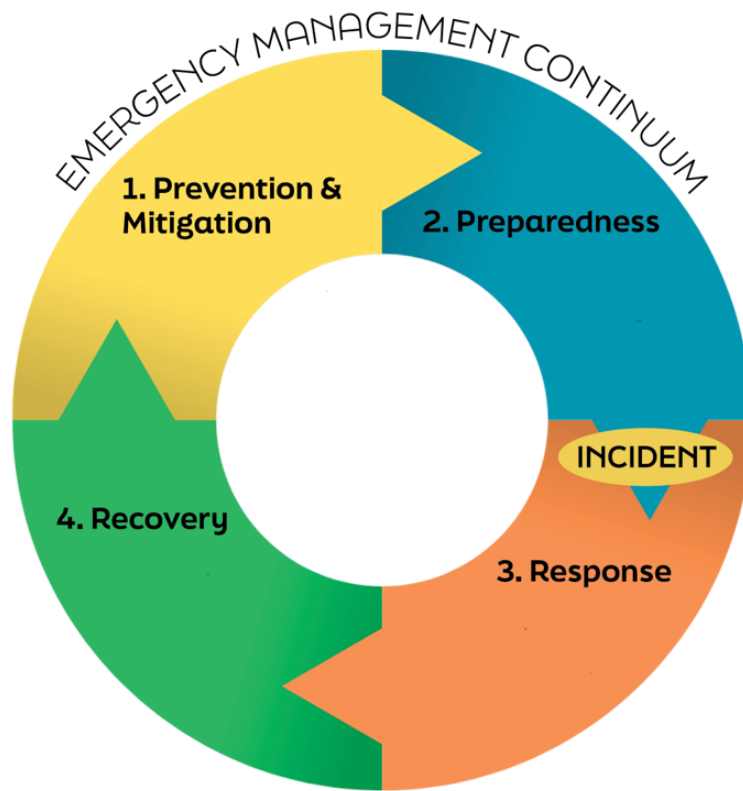 EMERGENCY MANAGEMENT CONTINUUM
1. Prevention &
Mitigation
2. Preparedness
INCIDENT
3. Response
4. Recovery